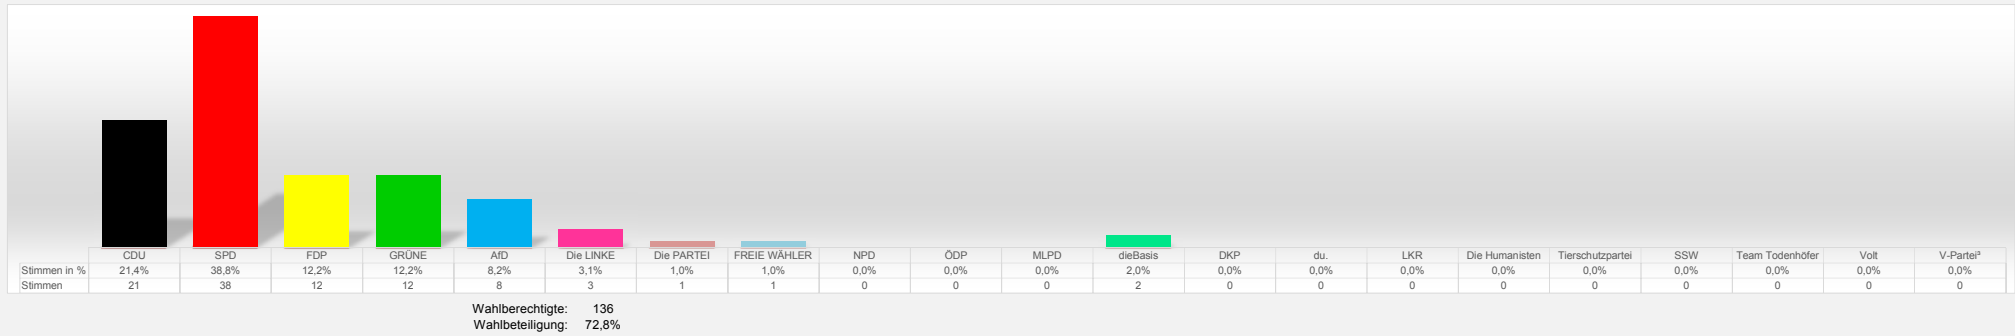 CDU SPD FDP GRÜNE AfD Die LINKE Die PARTEI FREIE WÄHLER NPD ÖDP MLPD dieBasis DKP du. LKR Die Humanisten Tierschutzpartei SSW Team Todenhöfer Volt V-Partei³
Stimmen in % 21,4% 38,8% 12,2% 12,2% 8,2% 3,1% 1,0% 1,0% 0,0% 0,0% 0,0% 2,0% 0,0% 0,0% 0,0% 0,0% 0,0% 0,0% 0,0% 0,0% 0,0%
Stimmen 21 38 12 12 8 3 1 1 0 0 0 2 0 0 0 0 0 0 0 0 0
Wahlberechtigte: 136
Wahlbeteiligung: 72,8%